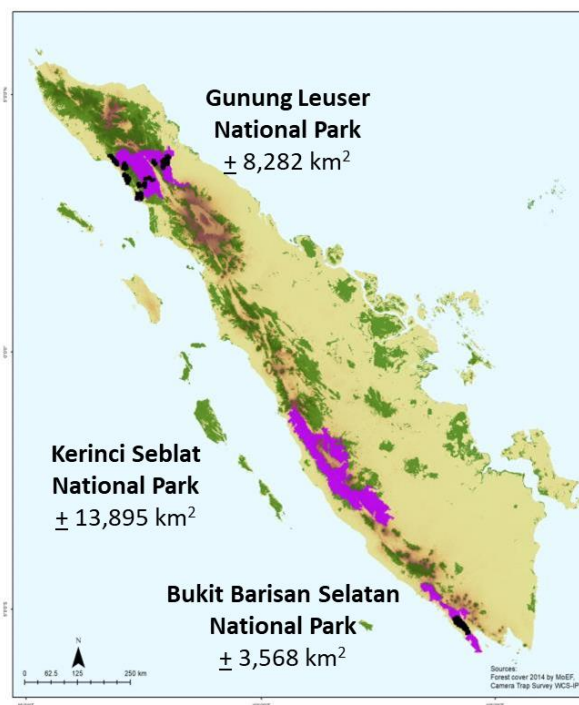 Gunung Leuser
National Park
± 8,282 km²
Kerinci Seblat
National Park
± 13,895 km²
Bukit Barisan Selatan
National Park
± 3,568 km²
N
0 62.5 125 250 km
Sources:
Forest cover 2014 by MoEF,
Camera Trap Survey WCS-IP